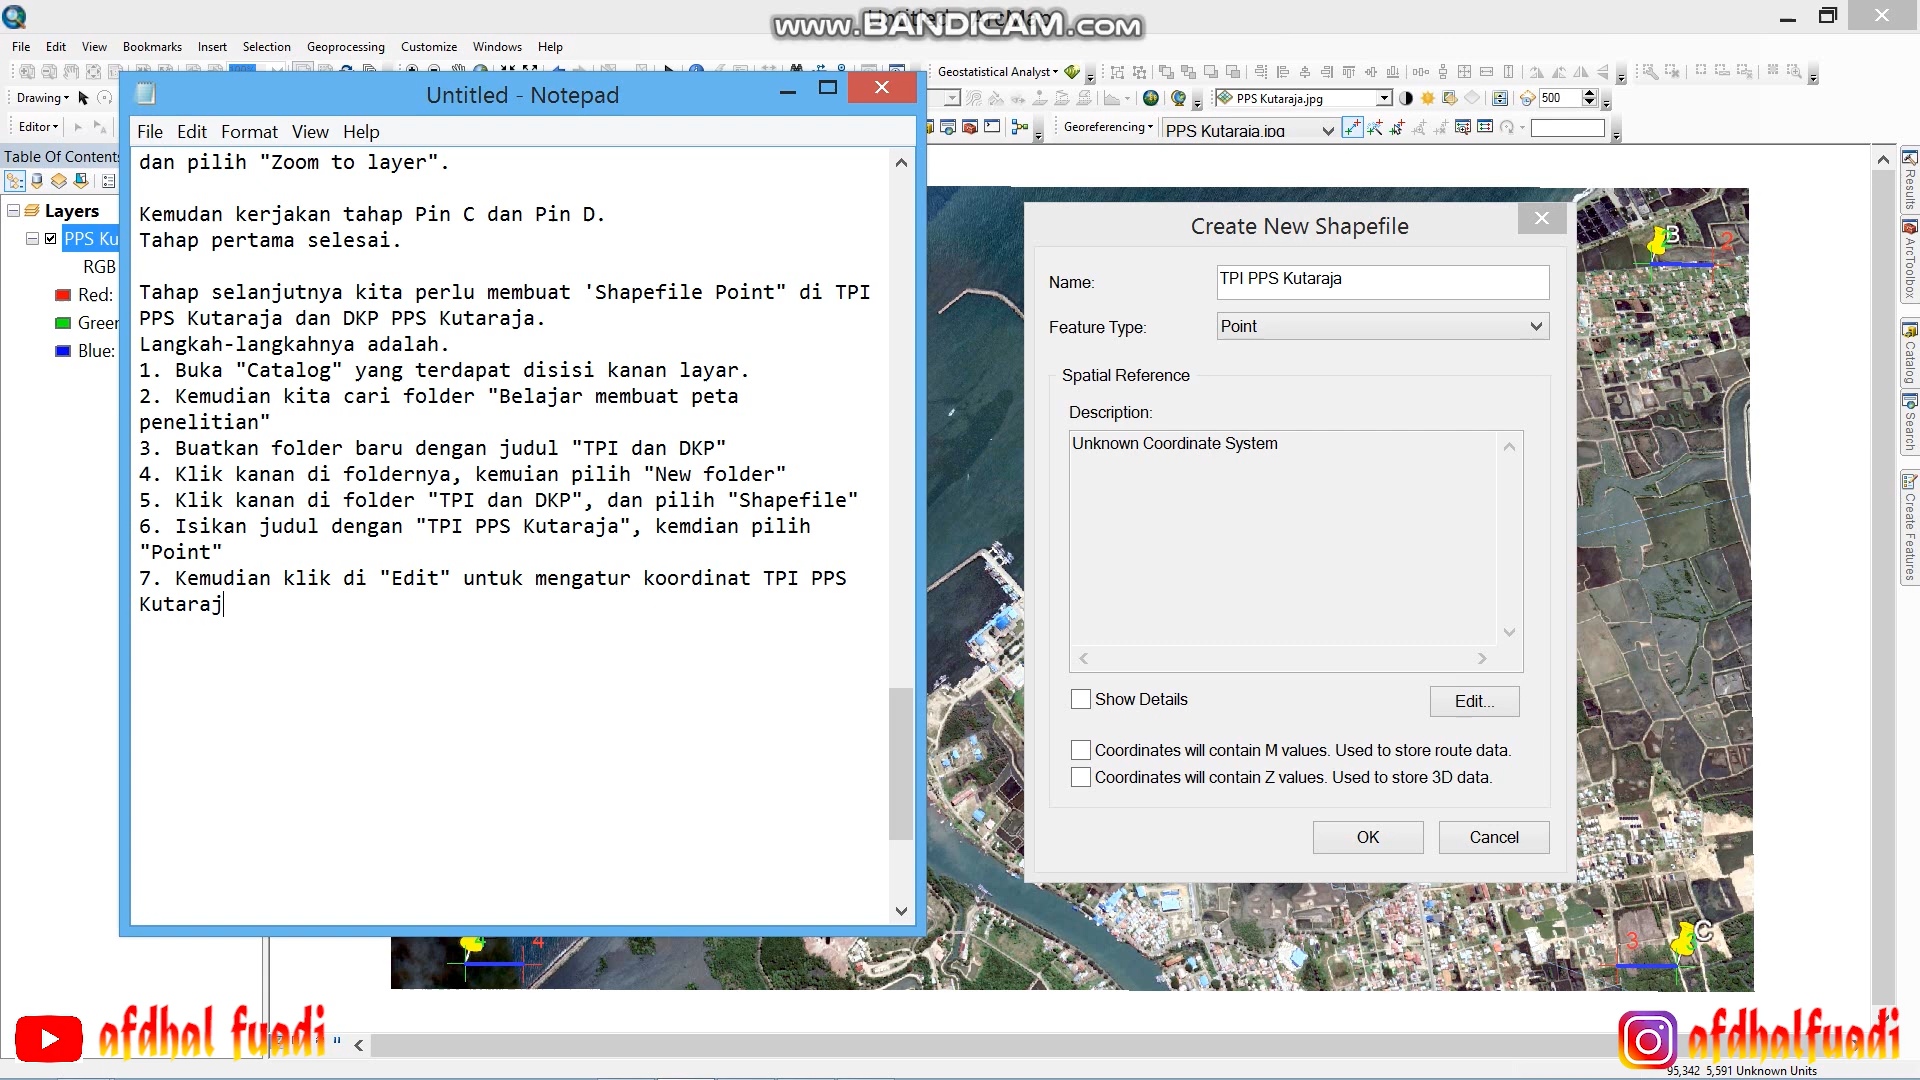 www.BANDICAM.com
File Edit View Bookmarks Insert Selection Geoprocessing Customize Windows Help
Geostatistical Analyst
Drawing
PPS Kutaraja.jpg
500
Editor
Georeferencing
PPS Kutaraja.jpg
Table Of Contents
Layers
PPS Ku
RGB
Red:
Green
Blue:
Untitled - Notepad
File Edit Format View Help
dan pilih "Zoom to layer".
Kemudan kerjakan tahap Pin C dan Pin D.
Tahap pertama selesai.
Tahap selanjutnya kita perlu membuat 'Shapefile Point" di TPI
PPS Kutaraja dan DKP PPS Kutaraja.
Langkah-langkahnya adalah.
1. Buka "Catalog" yang terdapat disisi kanan layar.
2. Kemudian kita cari folder "Belajar membuat peta
penelitian"
3. Buatkan folder baru dengan judul "TPI dan DKP"
4. Klik kanan di foldernya, kemuian pilih "New folder"
5. Klik kanan di folder "TPI dan DKP", dan pilih "Shapefile"
6. Isikan judul dengan "TPI PPS Kutaraja", kemdian pilih
"Point"
7. Kemudian klik di "Edit" untuk mengatur koordinat TPI PPS
Kutaraj
Create New Shapefile
Name: TPI PPS Kutaraja
Feature Type: Point
Spatial Reference
Description:
Unknown Coordinate System
Show Details
Edit...
Coordinates will contain M values. Used to store route data.
Coordinates will contain Z values. Used to store 3D data.
OK Cancel
B
2
4
3
C
Results
ArcToolbox
Catalog
Search
Create Features
afdhal fuadi
afdhalfuadi
95,342 5,591 Unknown Units